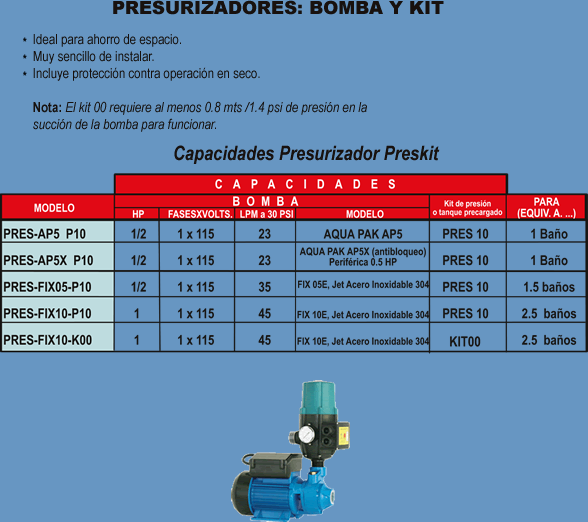 PRESURIZADORES: BOMBA Y KIT
* Ideal para ahorro de espacio.
* Muy sencillo de instalar.
* Incluye protección contra operación en seco.
Nota: El kit 00 requiere al menos 0.8 mts /1.4 psi de presión en la
succión de la bomba para funcionar.
Capacidades Presurizador Preskit
CAPACIDADES
MODELO
BOMBA
HP FASESXVOLTS. LPM a 30 PSI MODELO
Kit de presión
o tanque precargado
PARA
(EQUIV. A. ...)
PRES-AP5 P10 1/2 1 x 115 23 AQUA PAK AP5 PRES 10 1 Baño
PRES-AP5X P10 1/2 1 x 115 23 AQUA PAK AP5X (antibloqueo) Periférica 0.5 HP PRES 10 1 Baño
PRES-FIX05-P10 1/2 1 x 115 35 FIX 05E, Jet Acero Inoxidable 304 PRES 10 1.5 baños
PRES-FIX10-P10 1 1 x 115 45 FIX 10E, Jet Acero Inoxidable 304 PRES 10 2.5 baños
PRES-FIX10-K00 1 1 x 115 45 FIX 10E, Jet Acero Inoxidable 304 KIT00 2.5 baños